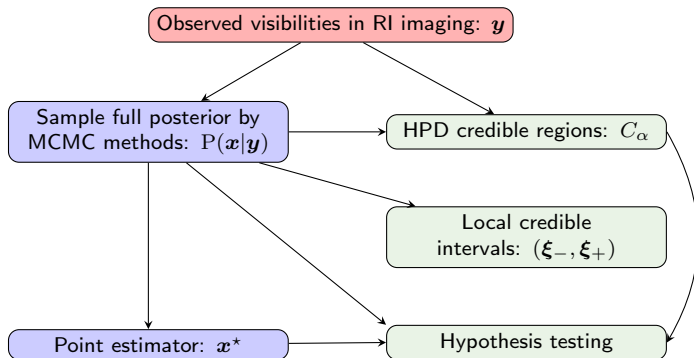 Observed visibilities in RI imaging: y
Sample full posterior by
MCMC methods: P(x|y)
HPD credible regions: Cα
Local credible
intervals: (ξ−, ξ+)
Point estimator: x⋆
Hypothesis testing